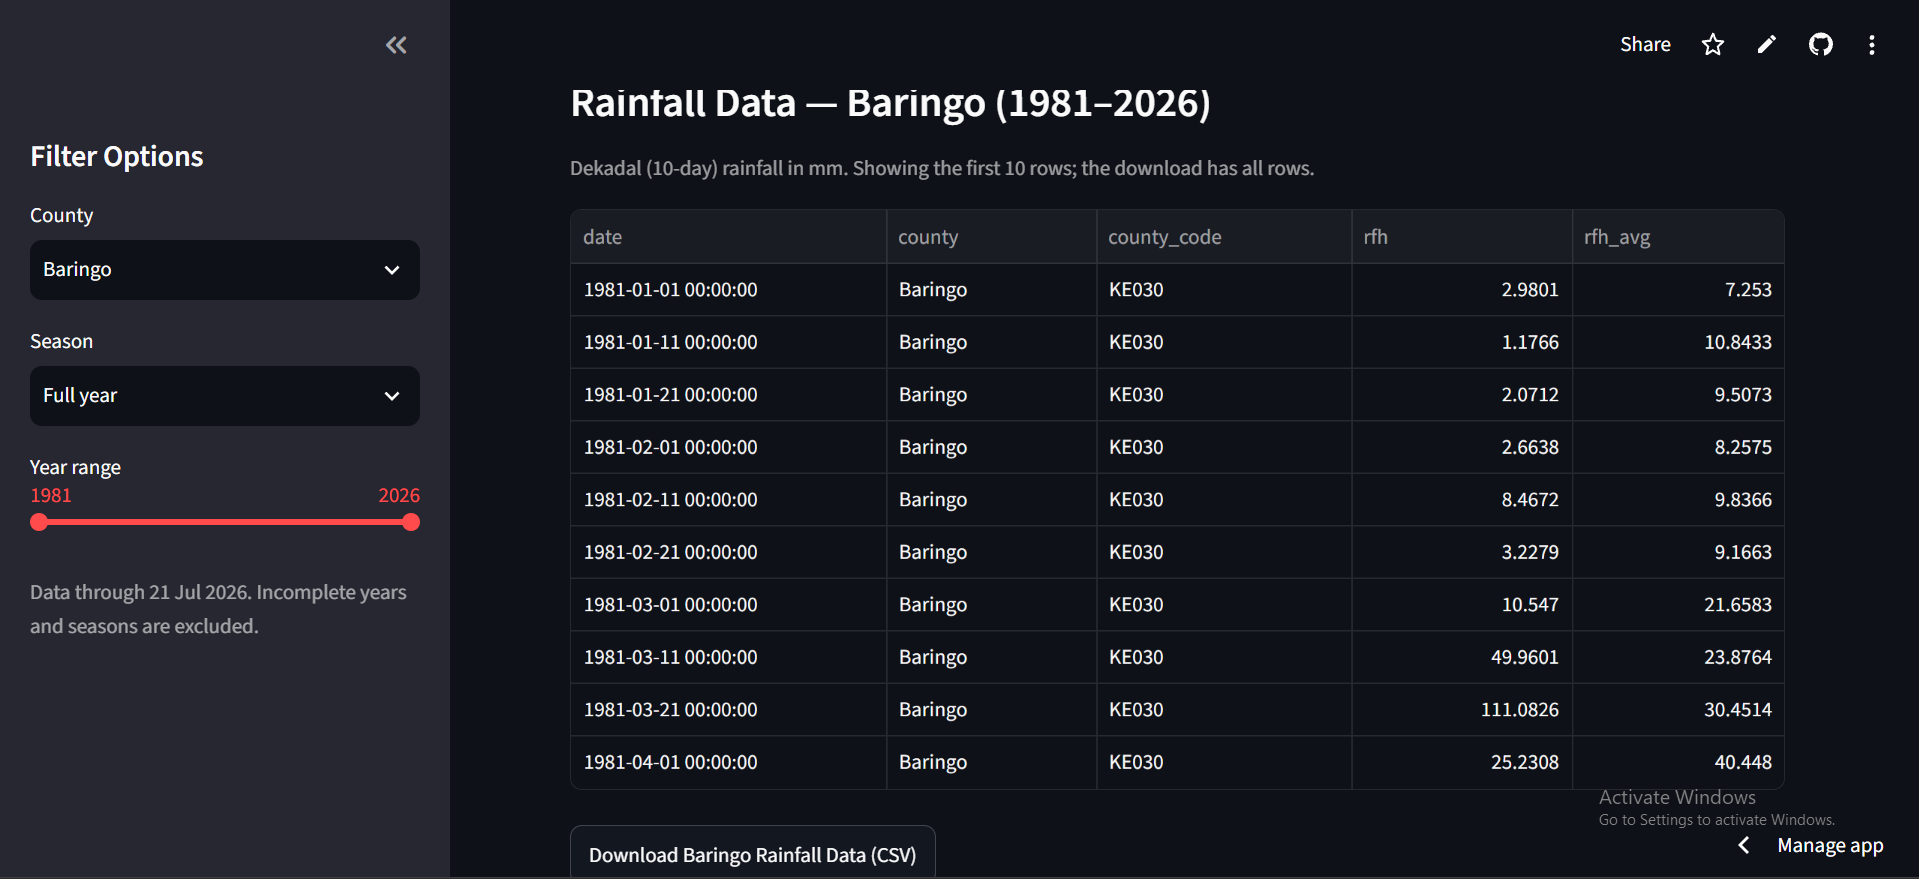 Share
Filter Options
County
Baringo
Season
Full year
Year range
1981 2026
Data through 21 Jul 2026. Incomplete years
and seasons are excluded.
Rainfall Data — Baringo (1981–2026)
Dekadal (10-day) rainfall in mm. Showing the first 10 rows; the download has all rows.
date county county_code rfh rfh_avg
1981-01-01 00:00:00 Baringo KE030 2.9801 7.253
1981-01-11 00:00:00 Baringo KE030 1.1766 10.8433
1981-01-21 00:00:00 Baringo KE030 2.0712 9.5073
1981-02-01 00:00:00 Baringo KE030 2.6638 8.2575
1981-02-11 00:00:00 Baringo KE030 8.4672 9.8366
1981-02-21 00:00:00 Baringo KE030 3.2279 9.1663
1981-03-01 00:00:00 Baringo KE030 10.547 21.6583
1981-03-11 00:00:00 Baringo KE030 49.9601 23.8764
1981-03-21 00:00:00 Baringo KE030 111.0826 30.4514
1981-04-01 00:00:00 Baringo KE030 25.2308 40.448
Download Baringo Rainfall Data (CSV)
Activate Windows
Go to Settings to activate Windows.
Manage app